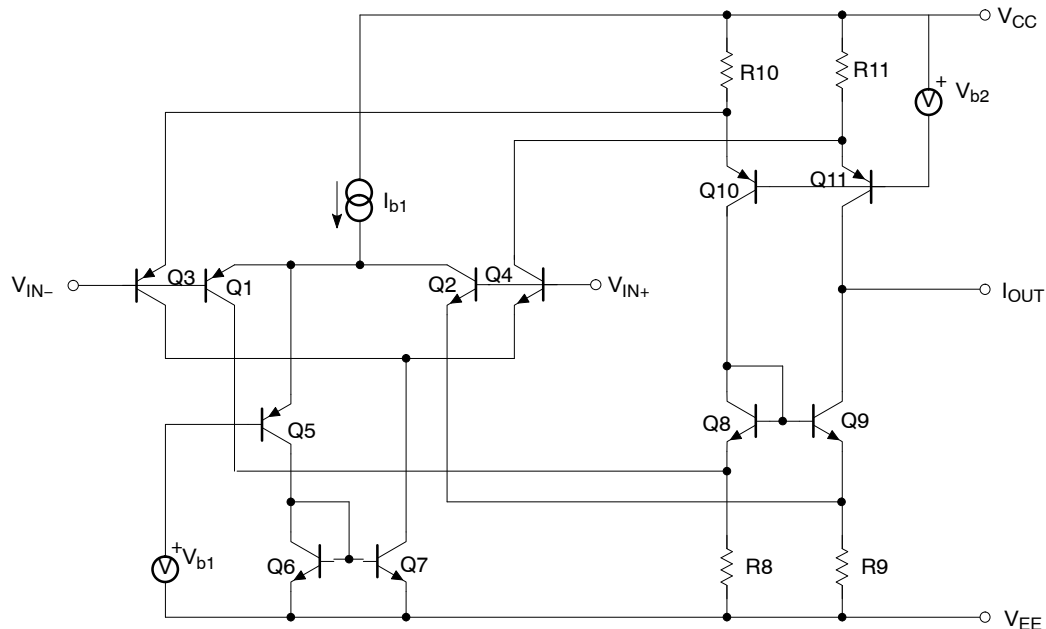 V_CC
R10
R11
+
V
V_b2
Q10
Q11
I_b1
V_IN−
Q3
Q1
Q2
Q4
V_IN+
I_OUT
Q5
Q8
Q9
+
V
V_b1
Q6
Q7
R8
R9
V_EE